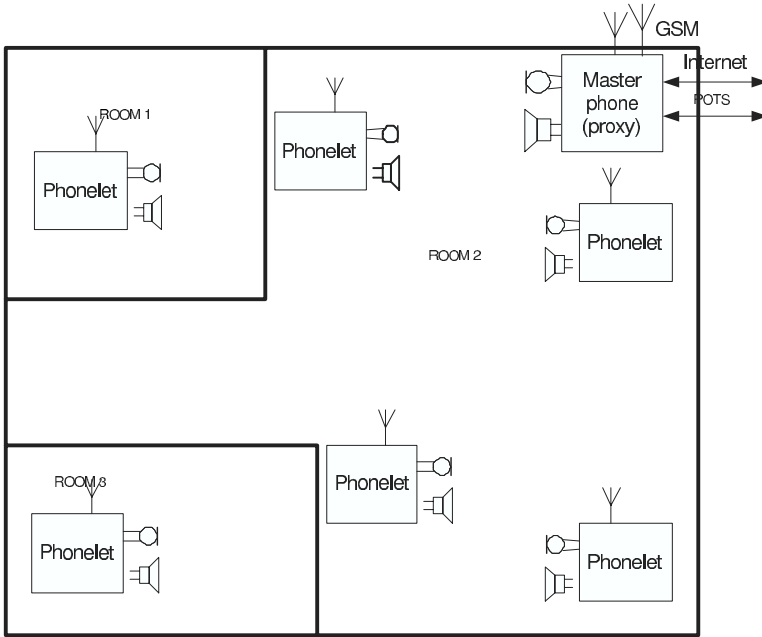 GSM
Internet
Master
phone
(proxy)
POTS
ROOM 1
Phonelet
Phonelet
Phonelet
ROOM 2
Phonelet
ROOM 3
Phonelet
Phonelet